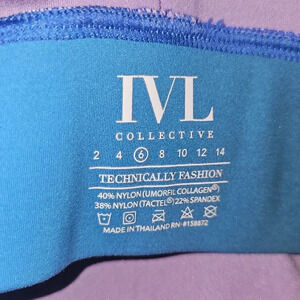 IVL
COLLECTIVE
2 4 6 8 10 12 14
TECHNICALLY FASHION
40% NYLON (UMORFIL COLLAGEN®)
38% NYLON (TACTEL®) 22% SPANDEX
MADE IN THAILAND RN#158872